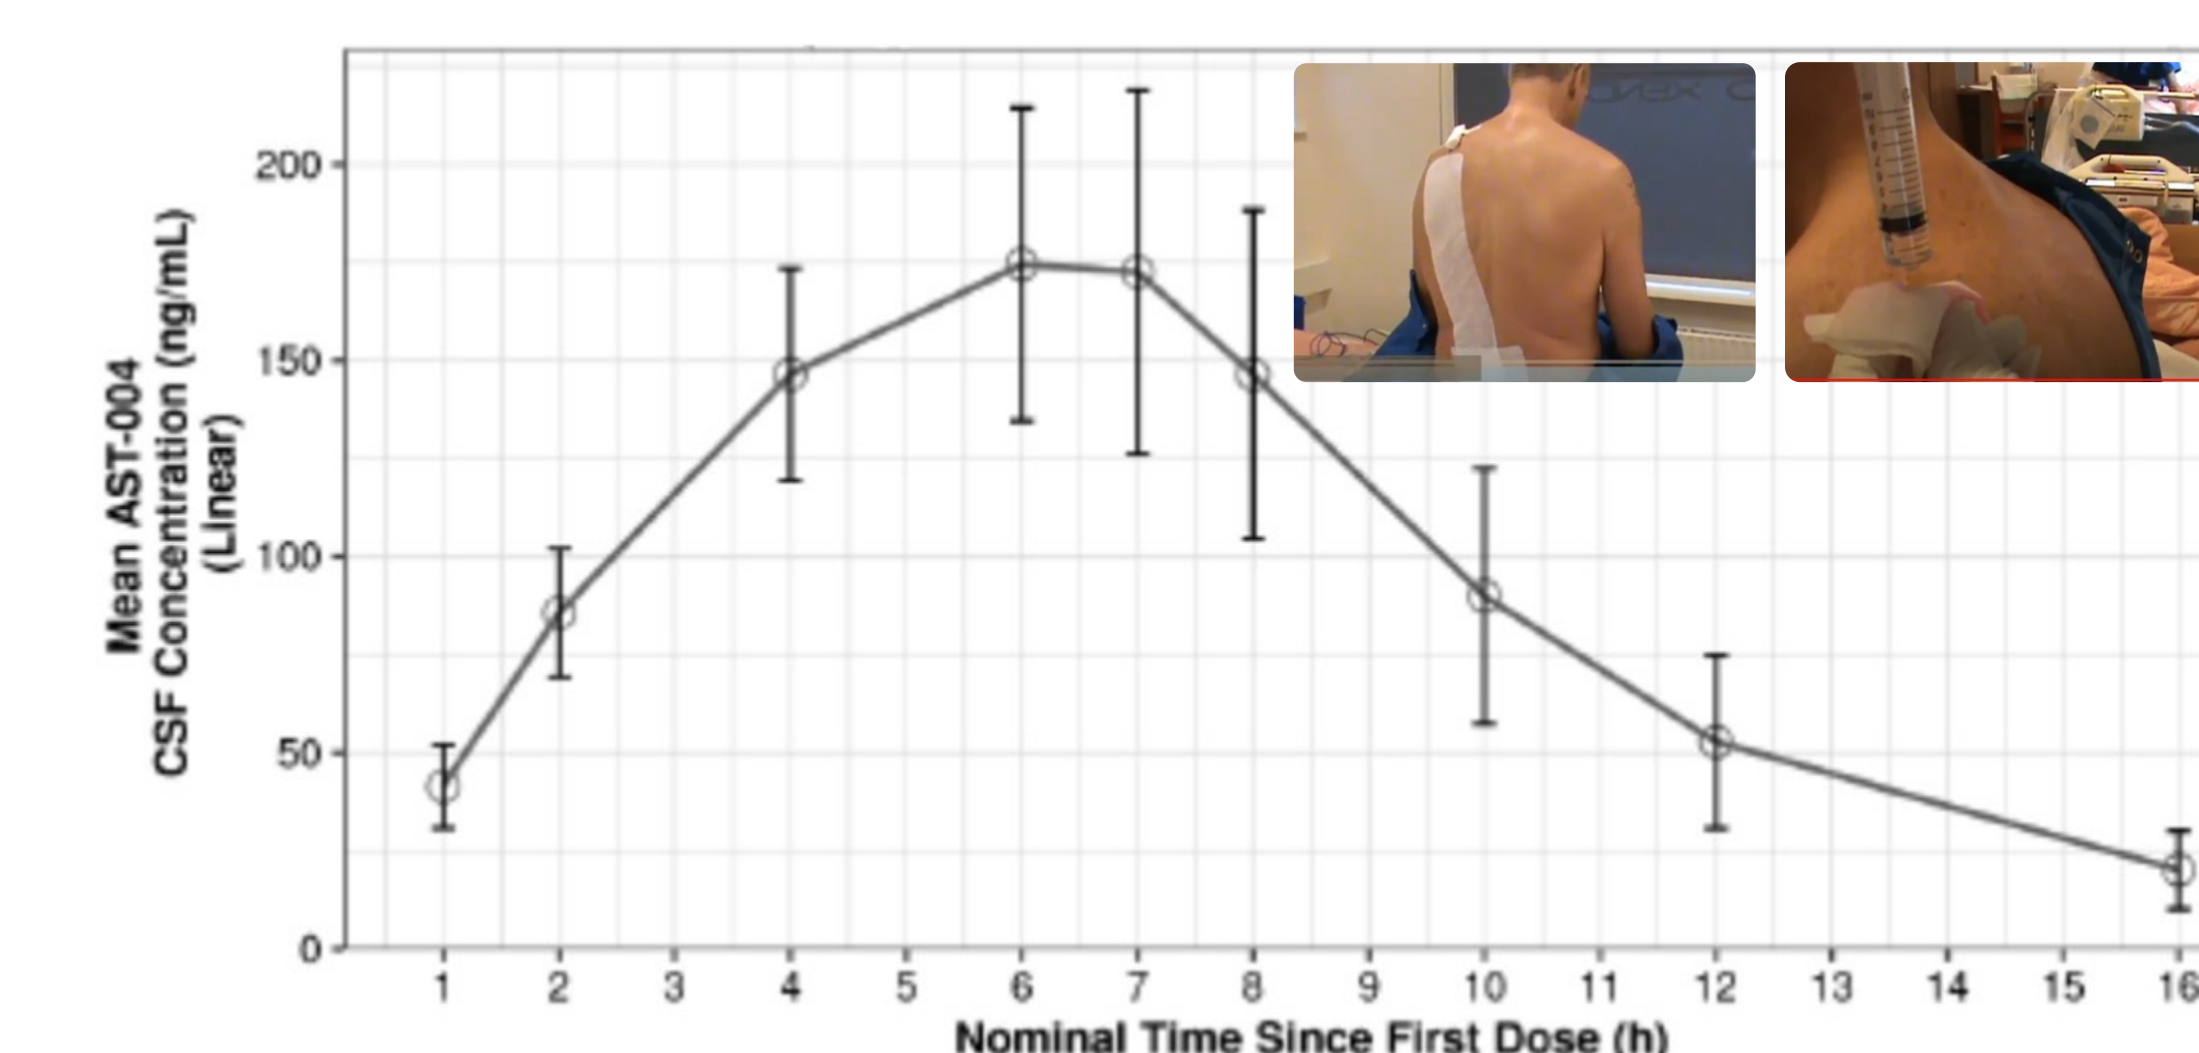 Mean AST-004
CSF Concentration (ng/mL)
(Linear)
200
150
100
50
0
1 2 3 4 5 6 7 8 9 10 11 12 13 14 15 16
Nominal Time Since First Dose (h)